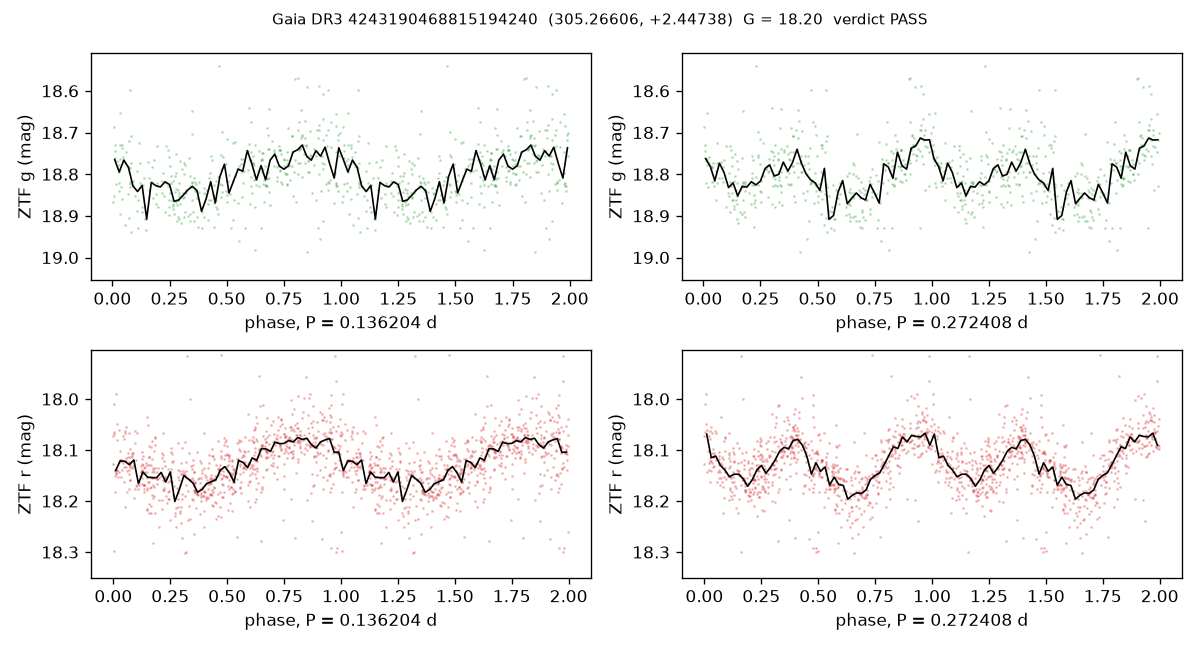 Gaia DR3 4243190468815194240 (305.26606, +2.44738) G = 18.20 verdict PASS
ZTF g (mag)
18.6
18.7
18.8
18.9
19.0
0.00 0.25 0.50 0.75 1.00 1.25 1.50 1.75 2.00
phase, P = 0.136204 d
ZTF g (mag)
18.6
18.7
18.8
18.9
19.0
0.00 0.25 0.50 0.75 1.00 1.25 1.50 1.75 2.00
phase, P = 0.272408 d
ZTF r (mag)
18.0
18.1
18.2
18.3
0.00 0.25 0.50 0.75 1.00 1.25 1.50 1.75 2.00
phase, P = 0.136204 d
ZTF r (mag)
18.0
18.1
18.2
18.3
0.00 0.25 0.50 0.75 1.00 1.25 1.50 1.75 2.00
phase, P = 0.272408 d